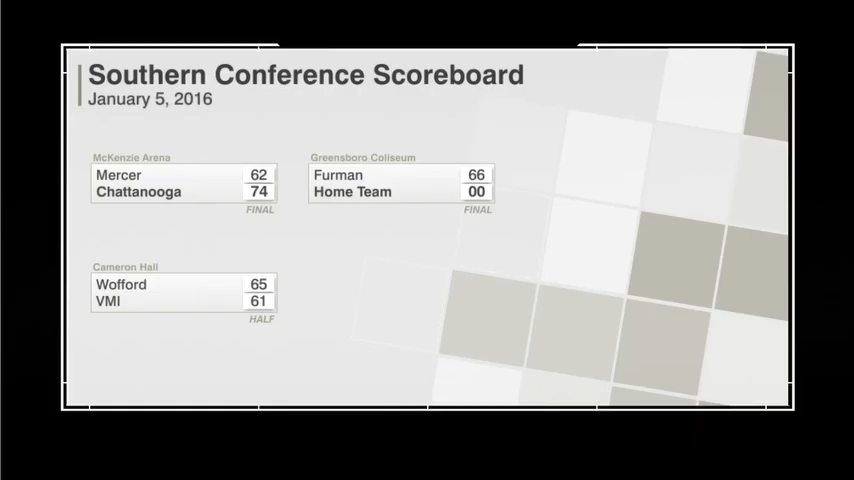 Southern Conference Scoreboard
January 5, 2016
McKenzie Arena
Mercer 62
Chattanooga 74
FINAL
Greensboro Coliseum
Furman 66
Home Team 00
FINAL
Cameron Hall
Wofford 65
VMI 61
HALF